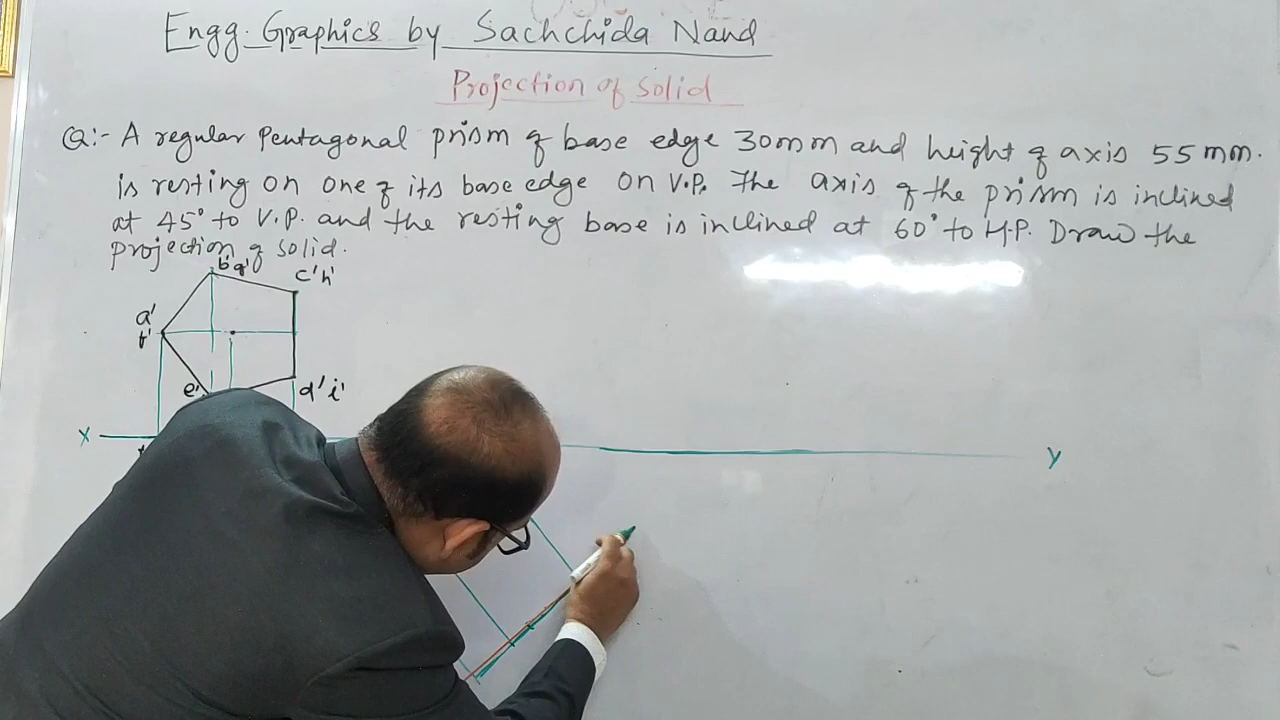 Engg. Graphics by Sachchida Nand
Projection of Solid
Q:- A regular Pentagonal prism of base edge 30mm and height of axis 55mm.
is resting on one of its base edge on V.P. The axis of the prism is inclined
at 45° to V.P. and the resting base is inclined at 60° to H.P. Draw the
projection of solid.
b' g'
c' h'
a'
f'
e'
d' i'
X
Y